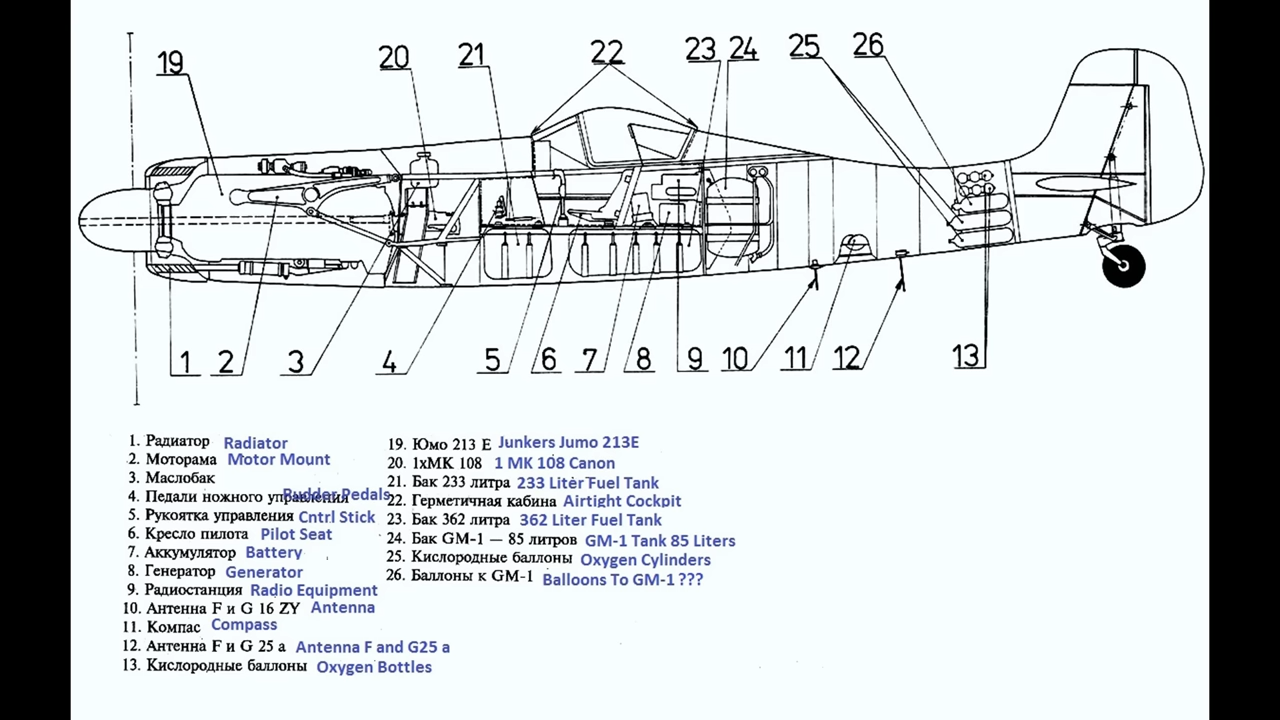 19
20
21
22
23
24
25
26
1
2
3
4
5
6
7
8
9
10
11
12
13
1. Радиатор Radiator
2. Моторама Motor Mount
3. Маслобак
4. Педали ножного управления Rudder Pedals
5. Рукоятка управления Cntrl Stick
6. Кресло пилота Pilot Seat
7. Аккумулятор Battery
8. Генератор Generator
9. Радиостанция Radio Equipment
10. Антенна F и G 16 ZY Antenna
11. Компас Compass
12. Антенна F и G 25 а Antenna F and G25 a
13. Кислородные баллоны Oxygen Bottles
19. Юмо 213 Е Junkers Jumo 213E
20. 1хМК 108 1 MK 108 Canon
21. Бак 233 литра 233 Liter Fuel Tank
22. Герметичная кабина Airtight Cockpit
23. Бак 362 литра 362 Liter Fuel Tank
24. Бак GM-1 — 85 литров GM-1 Tank 85 Liters
25. Кислородные баллоны Oxygen Cylinders
26. Баллоны к GM-1 Balloons To GM-1 ???